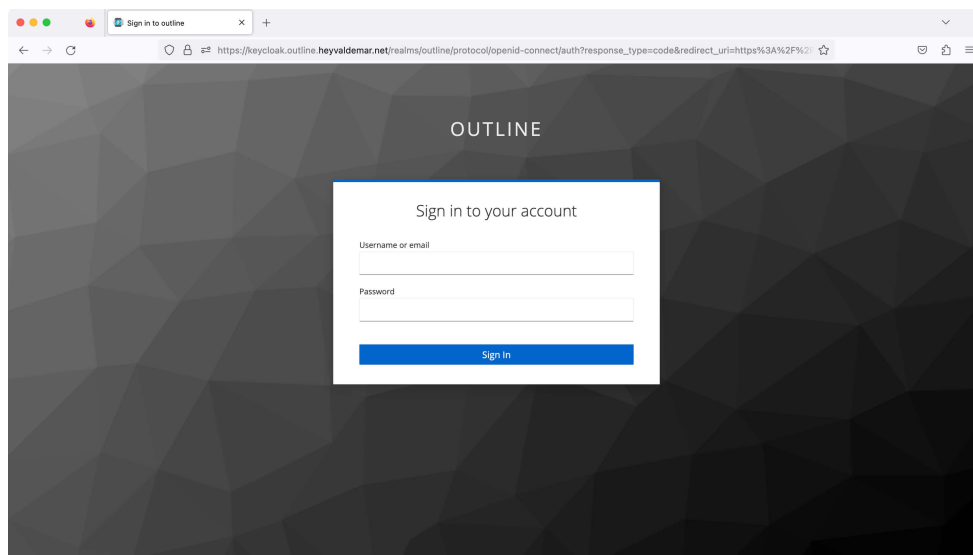 Sign in to outline
https://keycloak.outline.heyvaldemar.net/realms/outline/protocol/openid-connect/auth?response_type=code&redirect_uri=https%3A%2F%2F
OUTLINE
Sign in to your account
Username or email
Password
Sign In